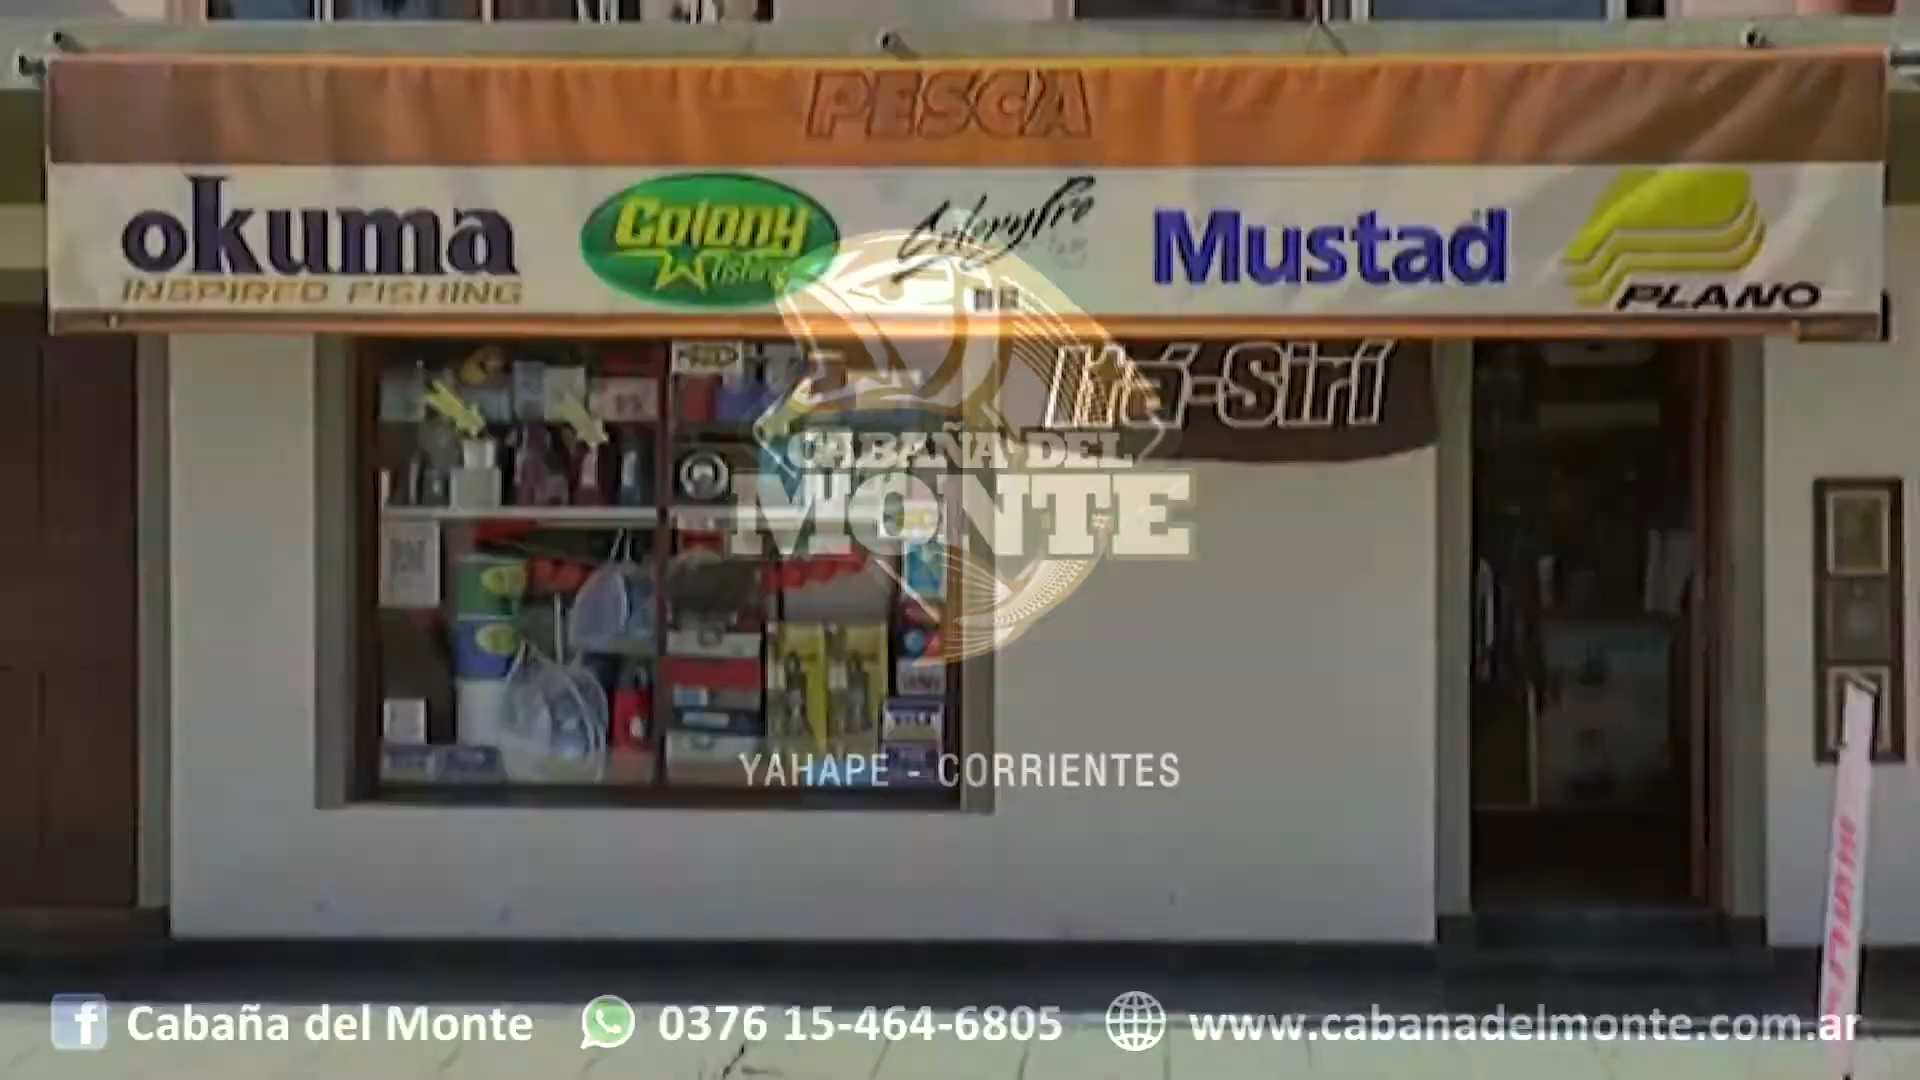 PESCA
okuma
INSPIRED FISHING
Colony
fishing
Mustad
PLANO
Itá-Sirí
CABAÑA DEL
MONTE
YAHAPE - CORRIENTES
Cabaña del Monte
0376 15-464-6805
www.cabanadelmonte.com.ar